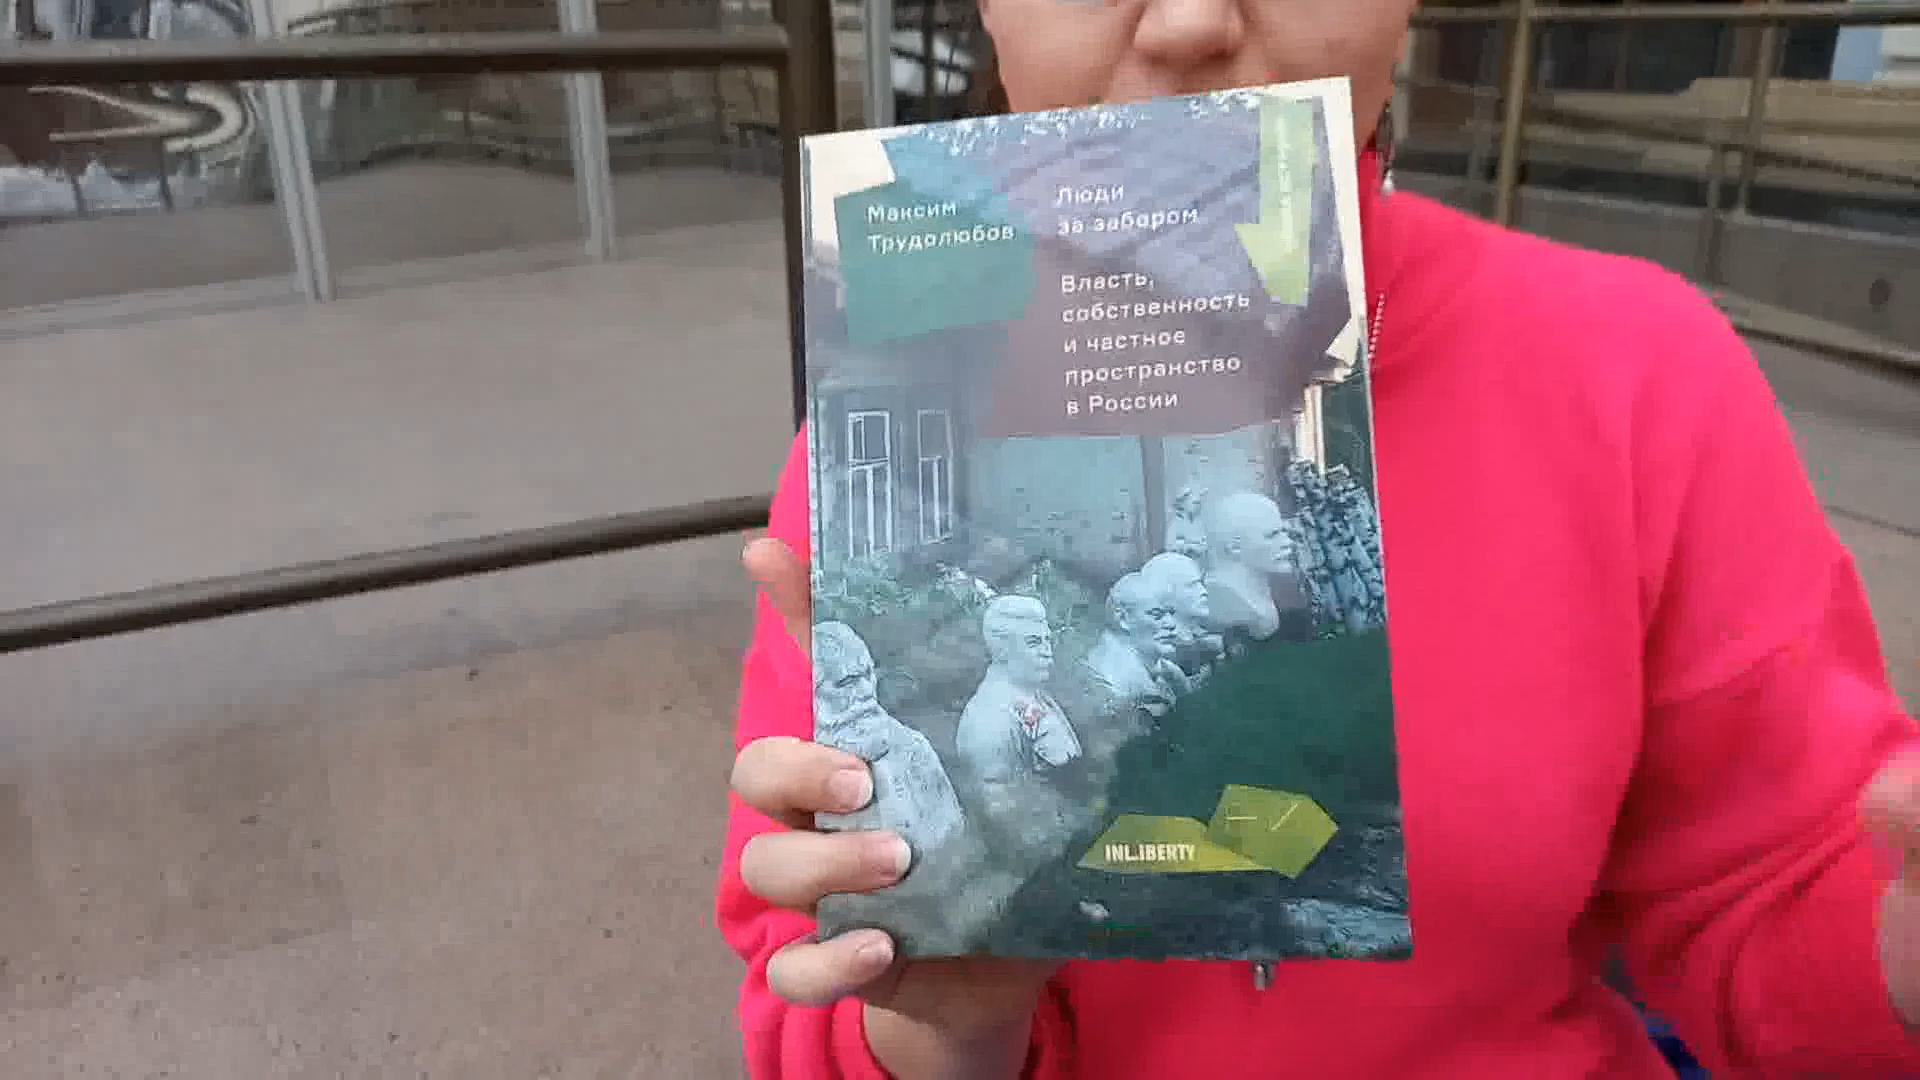 Максим
Трудолюбов
Люди
за забором
Власть,
собственность
и частное
пространство
в России
INLIBERTY